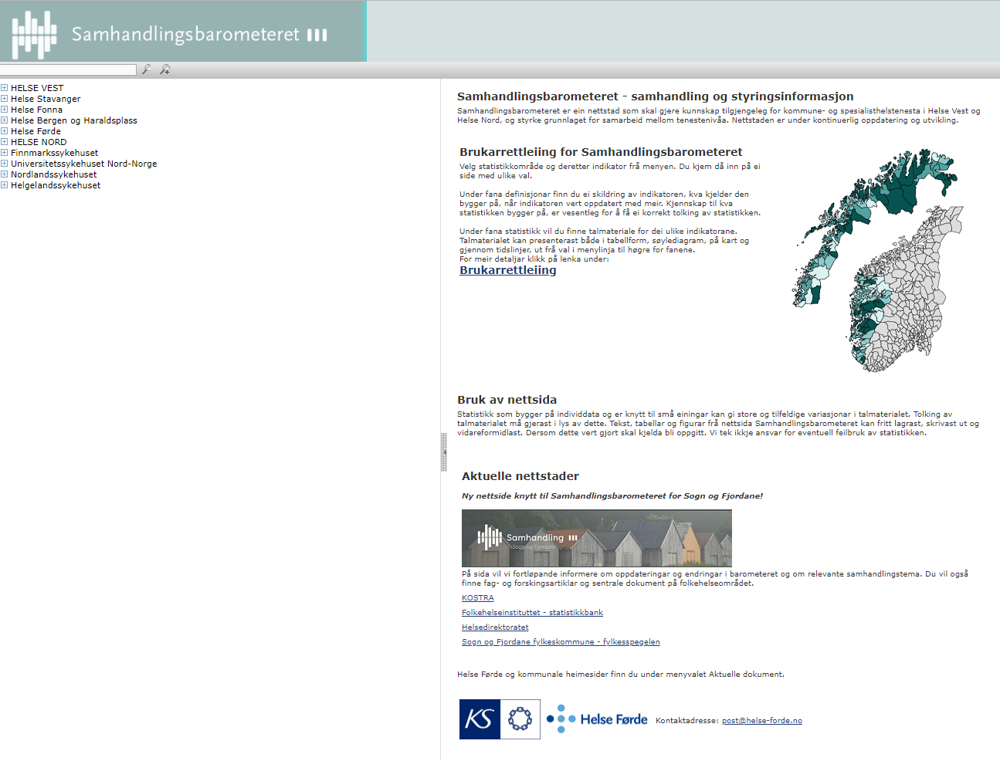 Samhandlingsbarometeret
HELSE VEST
Helse Stavanger
Helse Fonna
Helse Bergen og Haraldsplass
Helse Førde
HELSE NORD
Finnmarkssykehuset
Universitetssykehuset Nord-Norge
Nordlandssykehuset
Helgelandssykehuset
Samhandlingsbarometeret - samhandling og styringsinformasjon
Samhandlingsbarometeret er ein nettstad som skal gjere kunnskap tilgjengeleg for kommune- og spesialisthelstenesta i Helse Vest og
Helse Nord, og styrke grunnlaget for samarbeid mellom tenestenivåa. Nettstaden er under kontinuerlig oppdatering og utvikling.
Brukarrettleiing for Samhandlingsbarometeret
Velg statistikkområde og deretter indikator frå menyen. Du kjem då inn på ei
side med ulike val.
Under fana definisjonar finn du ei skildring av indikatoren, kva kjelder den
bygger på, når indikatoren vert oppdatert med meir. Kjennskap til kva
statistikken bygger på, er vesentleg for å få ei korrekt tolking av statistikken.
Under fana statistikk vil du finne talmateriale for dei ulike indikatorane.
Talmaterialet kan presenterast både i tabellform, søylediagram, på kart og
gjennom tidslinjer, ut frå val i menylinja til høgre for fanene.
For meir detaljar klikk på lenka under:
Brukarrettleiing
Bruk av nettsida
Statistikk som bygger på individdata og er knytt til små einingar kan gi store og tilfeldige variasjonar i talmaterialet. Tolking av
talmaterialet må gjerast i lys av dette. Tekst, tabellar og figurar frå nettsida Samhandlingsbarometeret kan fritt lagrast, skrivast ut og
vidareformidlast. Dersom dette vert gjort skal kjelda bli oppgitt. Vi tek ikkje ansvar for eventuell feilbruk av statistikken.
Aktuelle nettstader
Ny nettside knytt til Samhandlingsbarometeret for Sogn og Fjordane!
Samhandling
Sogn og Fjordane
På sida vil vi fortløpande informere om oppdateringar og endringar i barometeret og om relevante samhandlingstema. Du vil også
finne fag- og forskingsartiklar og sentrale dokument på folkehelseområdet.
KOSTRA
Folkehelseinstituttet - statistikkbank
Helsedirektoratet
Sogn og Fjordane fylkeskommune - fylkesspegelen
Helse Førde og kommunale heimesider finn du under menyvalet Aktuelle dokument.
KS
Helse Førde
Kontaktadresse: post@helse-forde.no